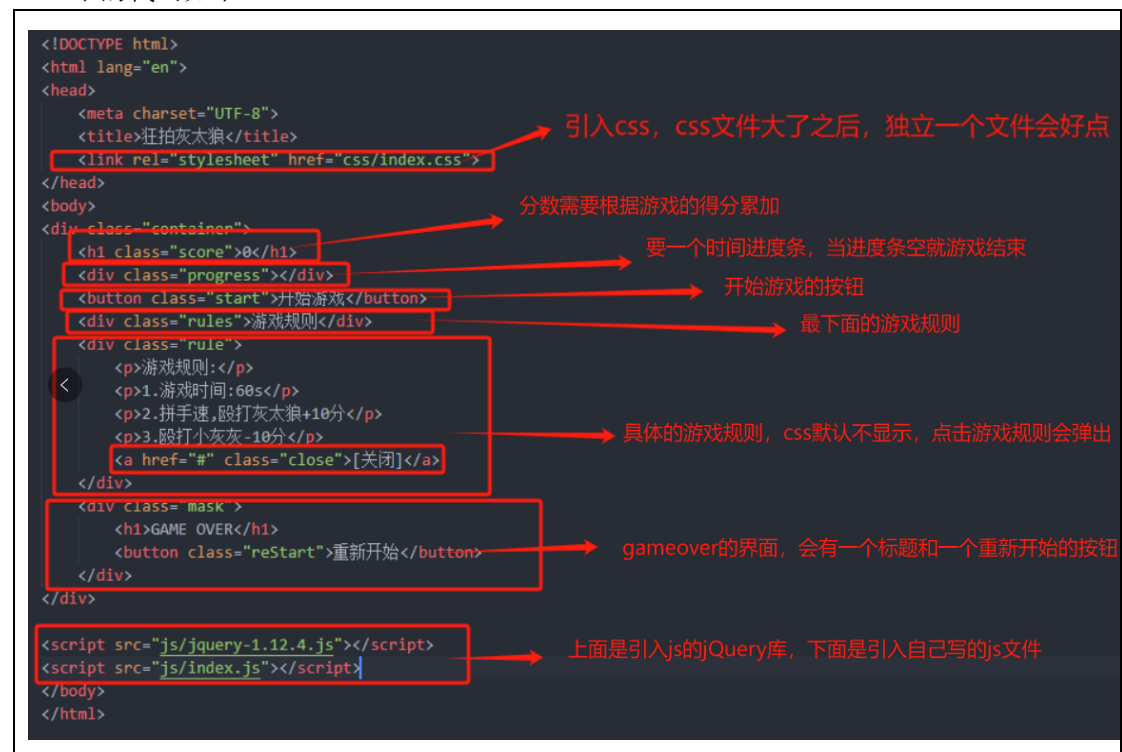 <!DOCTYPE html>
<html lang="en">
<head>
<meta charset="UTF-8">
<title>狂拍灰太狼</title>
引入css，css文件大了之后，独立一个文件会好点
<link rel="stylesheet" href="css/index.css">
</head>
<body>
分数需要根据游戏的得分累加
<div class="container">
<h1 class="score">0</h1>
要一个时间进度条，当进度条空就游戏结束
<div class="progress"></div>
开始游戏的按钮
<button class="start">开始游戏</button>
<div class="rules">游戏规则</div>
最下面的游戏规则
<div class="rule">
<p>游戏规则:</p>
<p>1.游戏时间:60s</p>
<p>2.拼手速,殴打灰太狼+10分</p>
<p>3.殴打小灰灰-10分</p>
具体的游戏规则，css默认不显示，点击游戏规则会弹出
<a href="#" class="close">[关闭]</a>
</div>
<div class="mask">
<h1>GAME OVER</h1>
<button class="reStart">重新开始</button>
gameover的界面，会有一个标题和一个重新开始的按钮
</div>
</div>
<script src="js/jquery-1.12.4.js"></script>
上面是引入js的jQuery库，下面是引入自己写的js文件
<script src="js/index.js"></script>
</body>
</html>